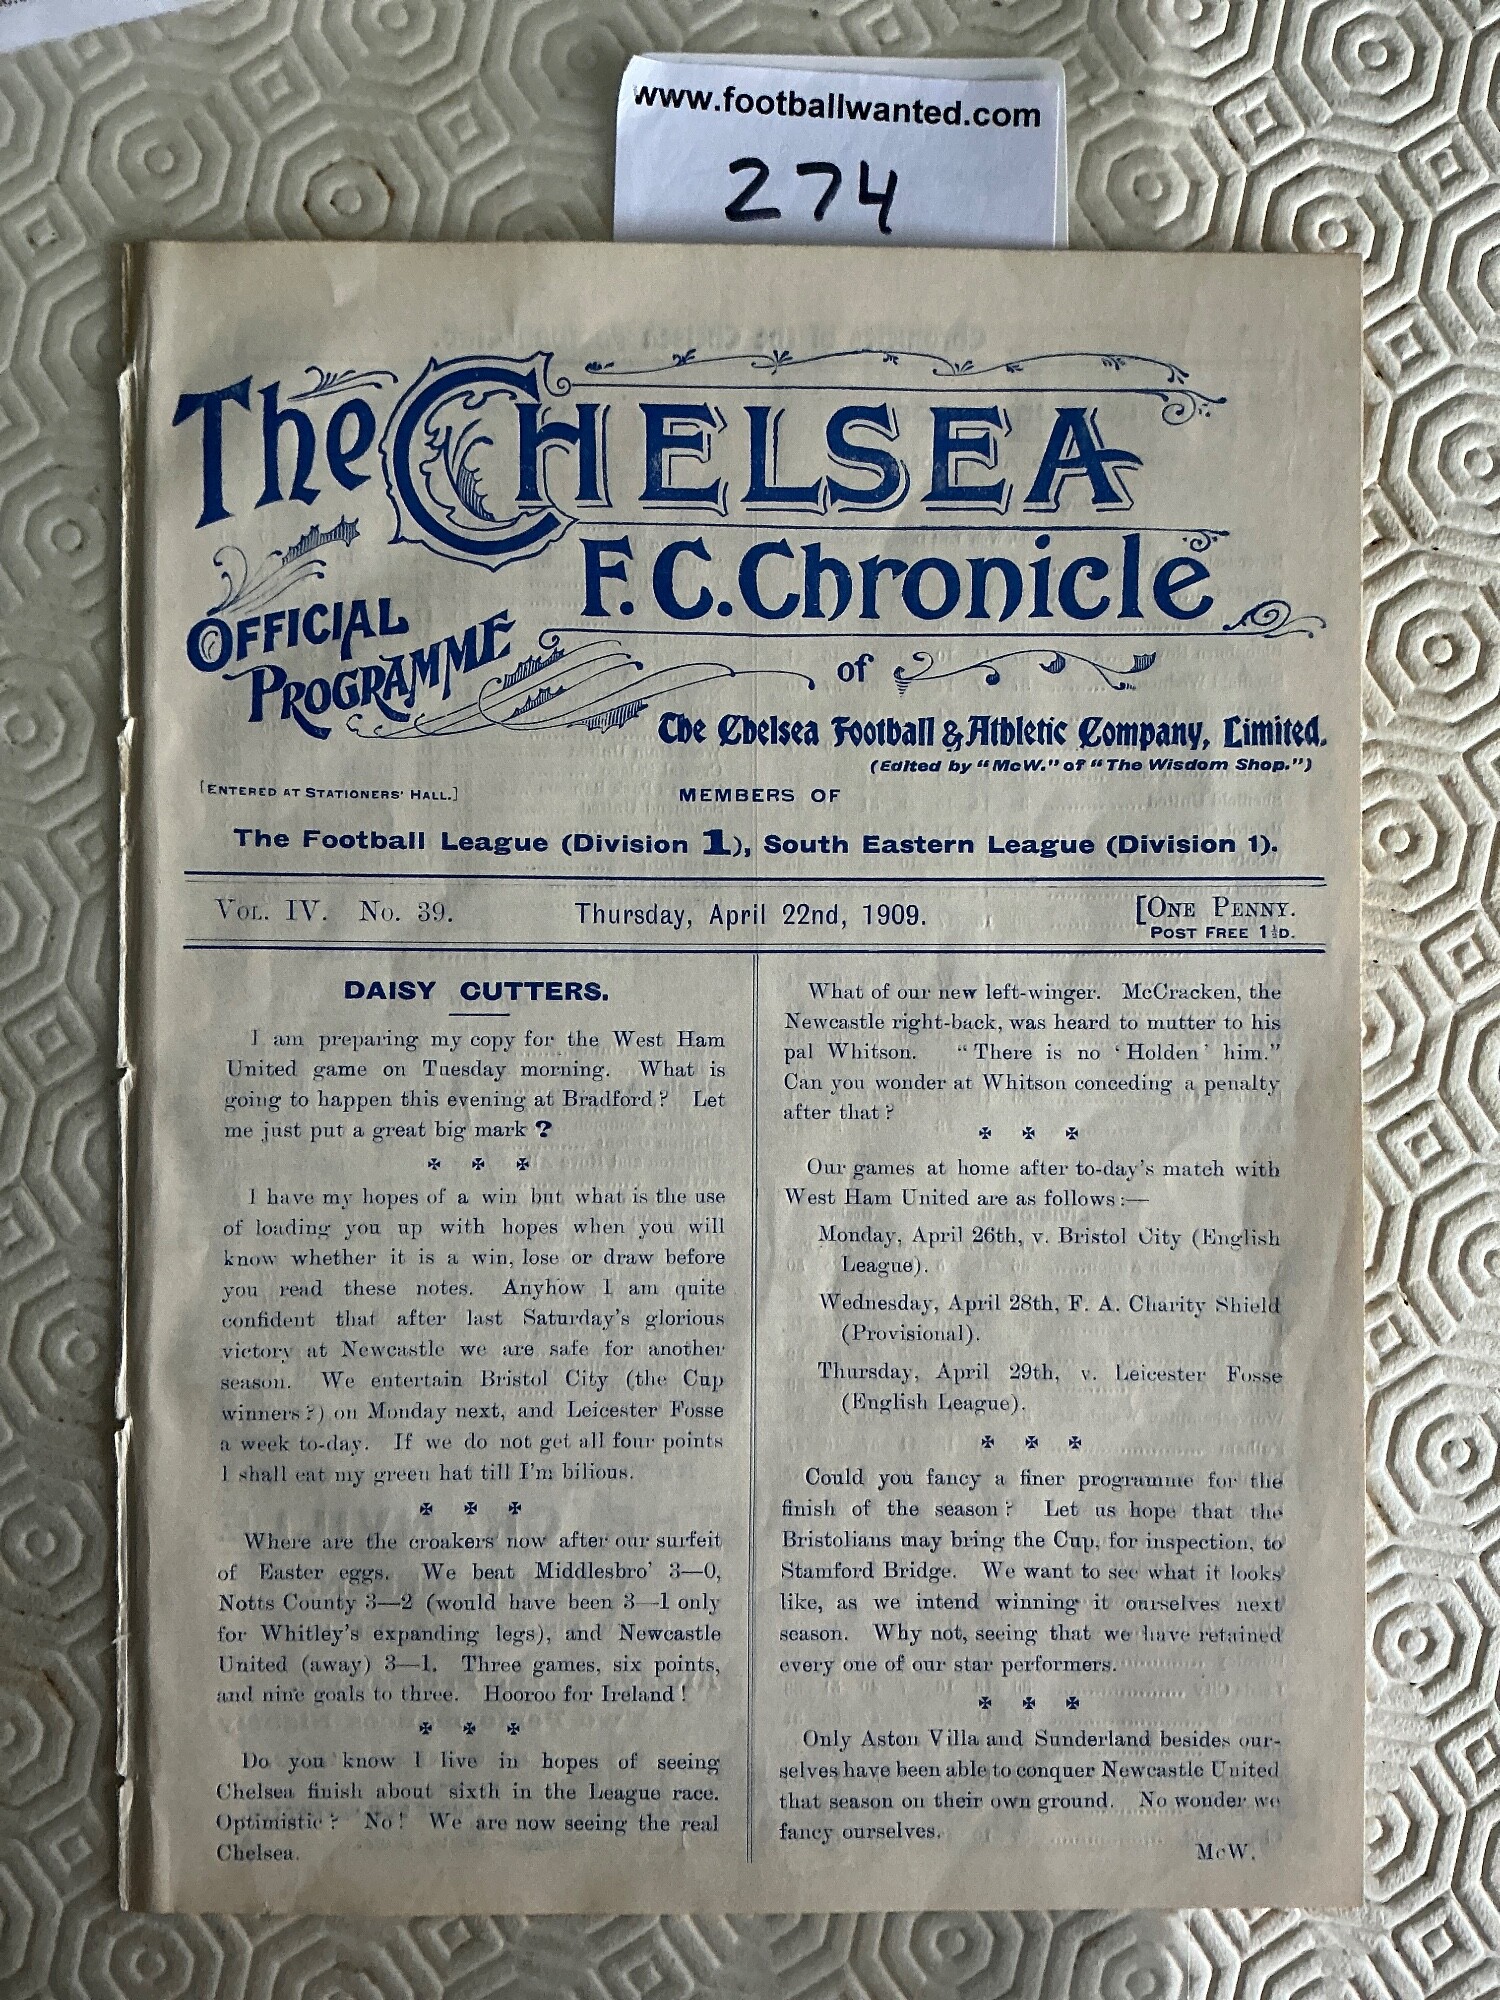 www.footballwanted.com
274
The CHELSEA
F.C. Chronicle
OFFICIAL
PROGRAMME
of
The Chelsea Football & Athletic Company, Limited.
(Edited by "McW." of "The Wisdom Shop.")
[ENTERED AT STATIONERS' HALL.]
MEMBERS OF
The Football League (Division 1), South Eastern League (Division 1).
VOL. IV. No. 39.
Thursday, April 22nd, 1909.
[ONE PENNY.
POST FREE 1½D.
DAISY CUTTERS.
I am preparing my copy for the West Ham
United game on Tuesday morning. What is
going to happen this evening at Bradford? Let
me just put a great big mark ?
✠ ✠ ✠
I have my hopes of a win but what is the use
of loading you up with hopes when you will
know whether it is a win, lose or draw before
you read these notes. Anyhow I am quite
confident that after last Saturday's glorious
victory at Newcastle we are safe for another
season. We entertain Bristol City (the Cup
winners?) on Monday next, and Leicester Fosse
a week to-day. If we do not get all four points
I shall eat my green hat till I'm bilious.
✠ ✠ ✠
Where are the croakers now after our surfeit
of Easter eggs. We beat Middlesbro' 3—0,
Notts County 3—2 (would have been 3—1 only
for Whitley's expanding legs), and Newcastle
United (away) 3—1. Three games, six points,
and nine goals to three. Hooroo for Ireland!
✠ ✠ ✠
Do you know I live in hopes of seeing
Chelsea finish about sixth in the League race.
Optimistic? No! We are now seeing the real
Chelsea.
What of our new left-winger. McCracken, the
Newcastle right-back, was heard to mutter to his
pal Whitson. "There is no 'Holden' him."
Can you wonder at Whitson conceding a penalty
after that?
✠ ✠ ✠
Our games at home after to-day's match with
West Ham United are as follows:—
Monday, April 26th, v. Bristol City (English
League).
Wednesday, April 28th, F. A. Charity Shield
(Provisional).
Thursday, April 29th, v. Leicester Fosse
(English League).
✠ ✠ ✠
Could you fancy a finer programme for the
finish of the season? Let us hope that the
Bristolians may bring the Cup, for inspection, to
Stamford Bridge. We want to see what it looks
like, as we intend winning it ourselves next
season. Why not, seeing that we have retained
every one of our star performers.
✠ ✠ ✠
Only Aston Villa and Sunderland besides our-
selves have been able to conquer Newcastle United
that season on their own ground. No wonder we
fancy ourselves.
McW.